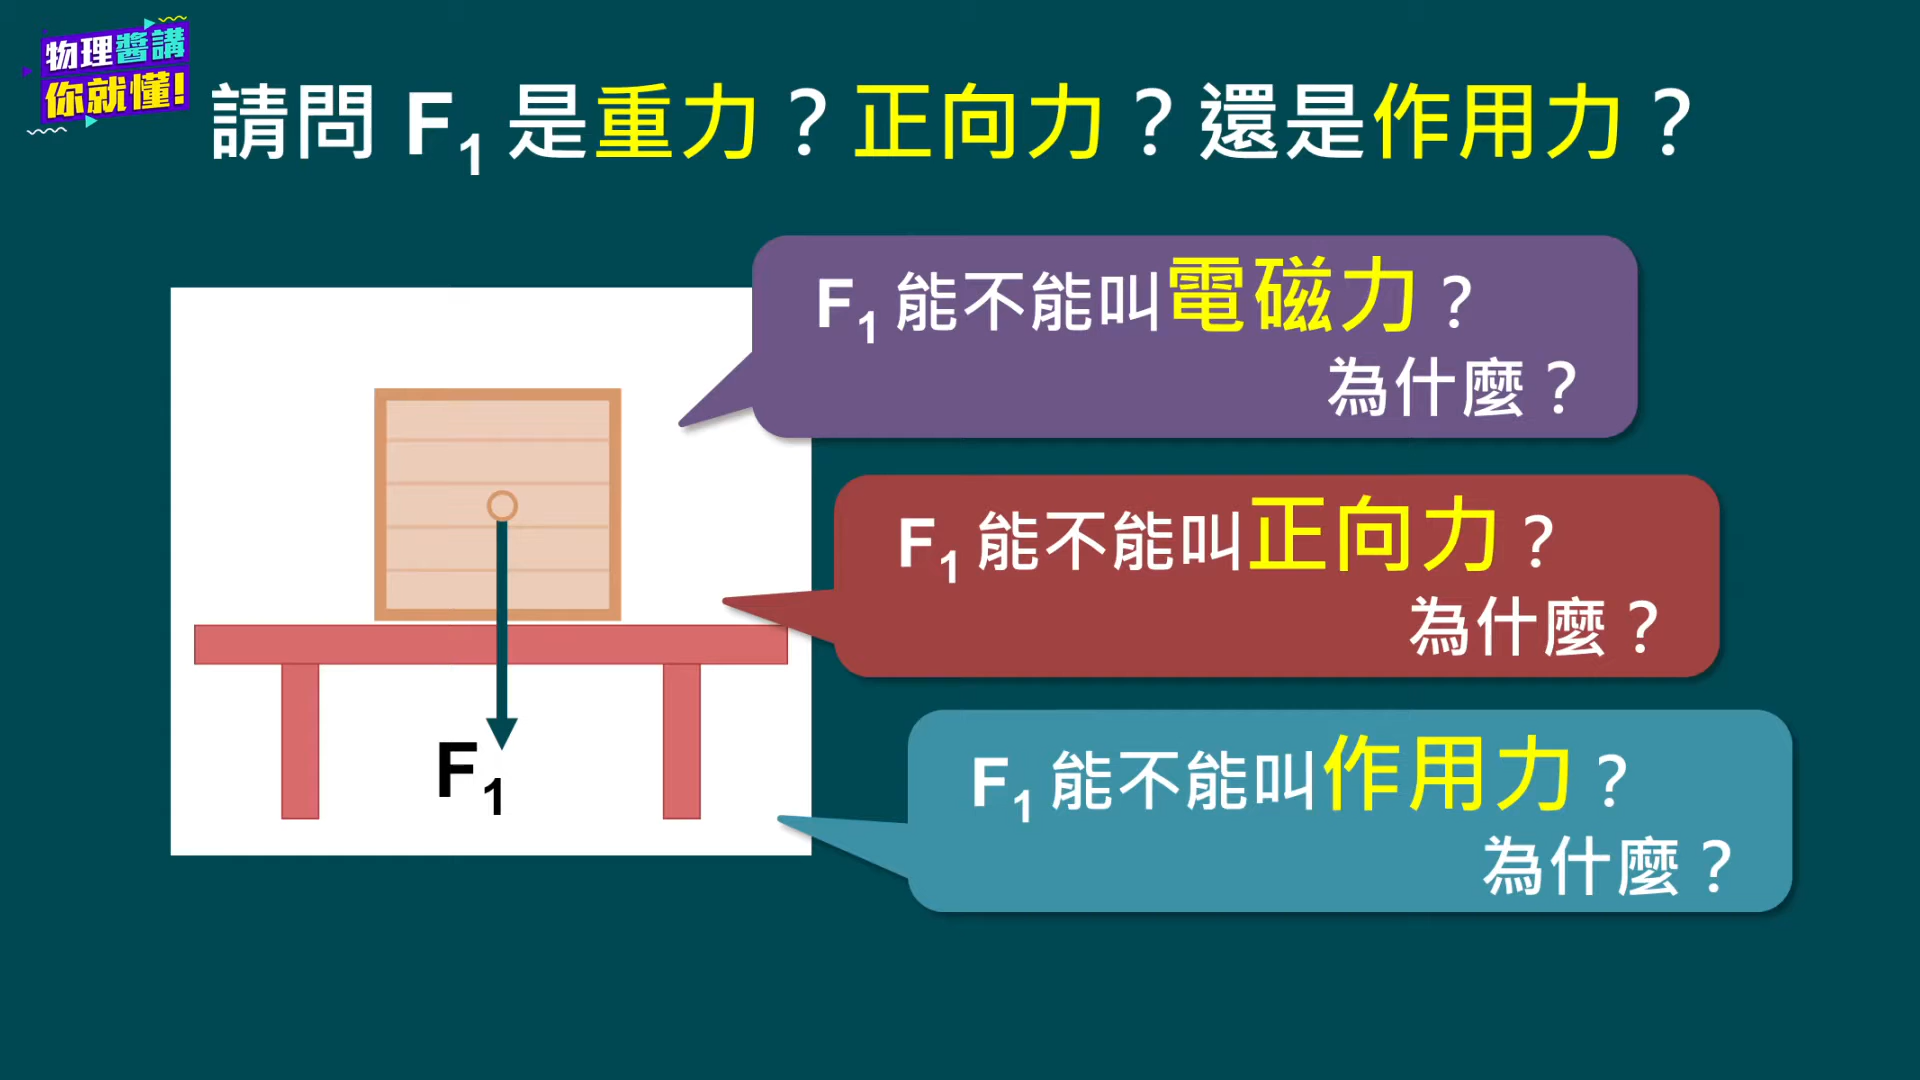 物理醬講
你就懂!
請問 F₁ 是重力？正向力？還是作用力？
F₁ 能不能叫電磁力？
為什麼？
F₁ 能不能叫正向力？
為什麼？
F₁
F₁ 能不能叫作用力？
為什麼？